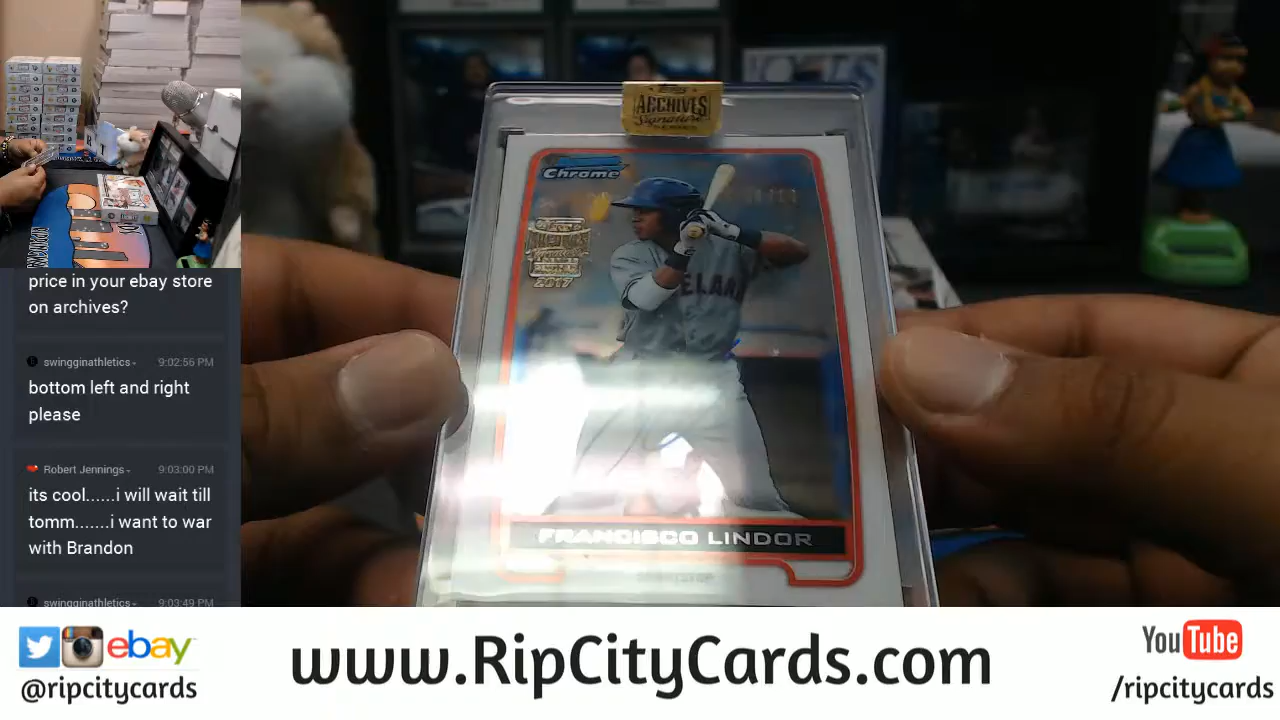 price in your ebay store
on archives?
swingginathletics 9:02:56 PM
bottom left and right
please
Robert Jennings 9:03:00 PM
its cool......i will wait till
tomm.......i want to war
with Brandon
swingginathletics 9:03:49 PM
ARCHIVES
Signature
Chrome
2017
FRANCISCO LINDOR
ebay
@ripcitycards
www.RipCityCards.com
YouTube
/ripcitycards